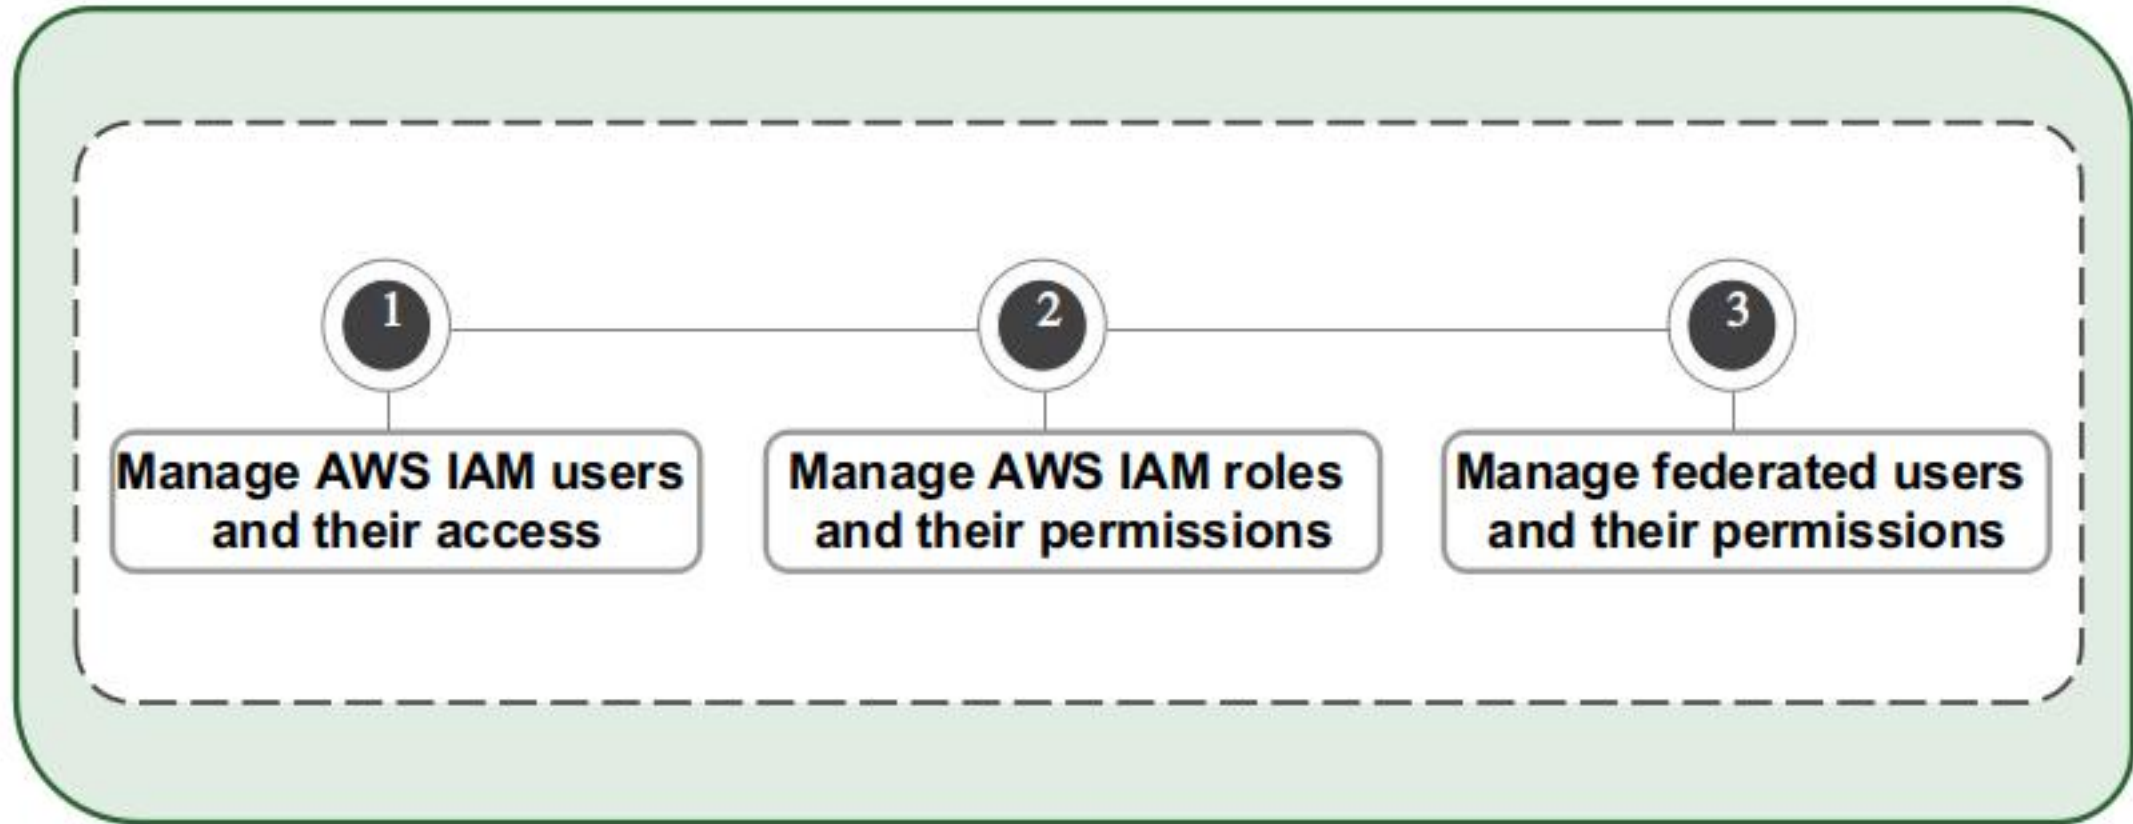 1
2
3
Manage AWS IAM users
and their access
Manage AWS IAM roles
and their permissions
Manage federated users
and their permissions